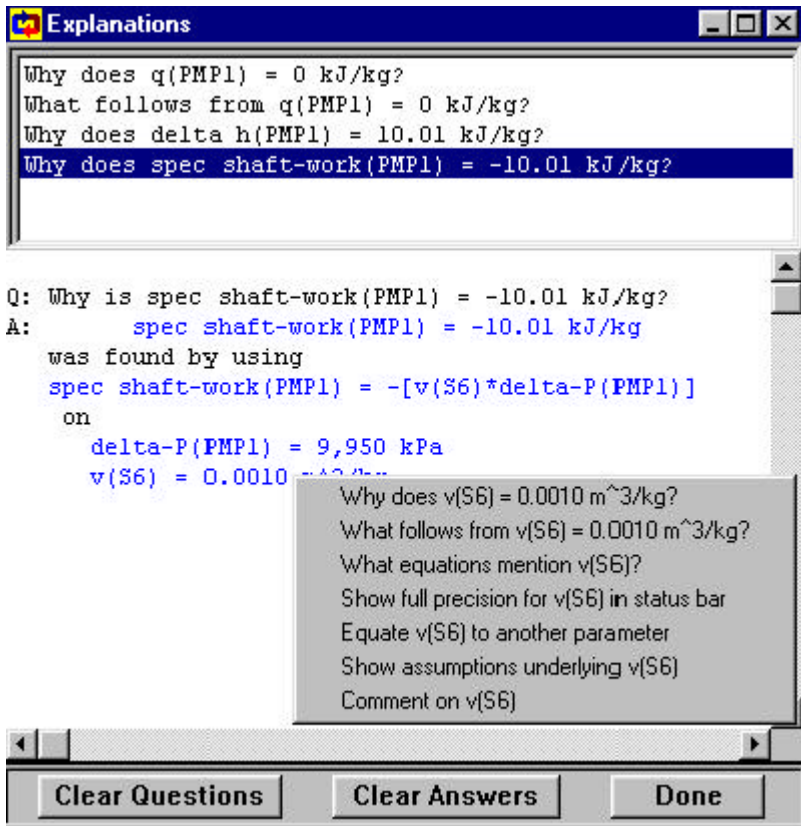 Explanations
Why does q(PMP1) = 0 kJ/kg?
What follows from q(PMP1) = 0 kJ/kg?
Why does delta h(PMP1) = 10.01 kJ/kg?
Why does spec shaft-work(PMP1) = -10.01 kJ/kg?
Q: Why is spec shaft-work(PMP1) = -10.01 kJ/kg?
A: spec shaft-work(PMP1) = -10.01 kJ/kg
was found by using
spec shaft-work(PMP1) = -[v(S6)*delta-P(PMP1)]
on
delta-P(PMP1) = 9,950 kPa
v(S6) = 0.0010 m^3/kg
Why does v(S6) = 0.0010 m^3/kg?
What follows from v(S6) = 0.0010 m^3/kg?
What equations mention v(S6)?
Show full precision for v(S6) in status bar
Equate v(S6) to another parameter
Show assumptions underlying v(S6)
Comment on v(S6)
Clear Questions Clear Answers Done